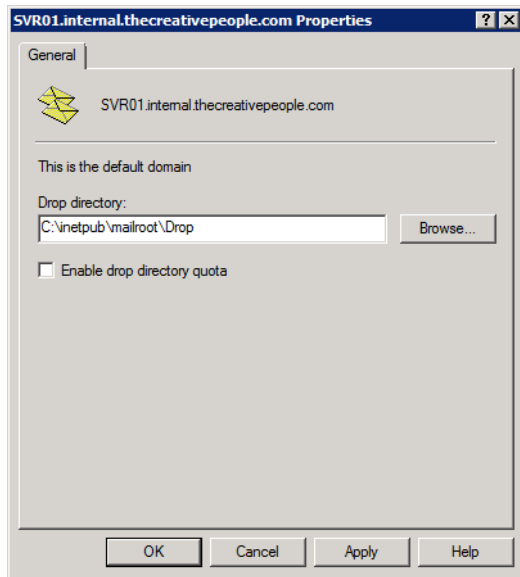 SVR01.internal.thecreativepeople.com Properties
General
SVR01.internal.thecreativepeople.com
This is the default domain
Drop directory:
C:\inetpub\mailroot\Drop
Browse...
Enable drop directory quota
OK Cancel Apply Help